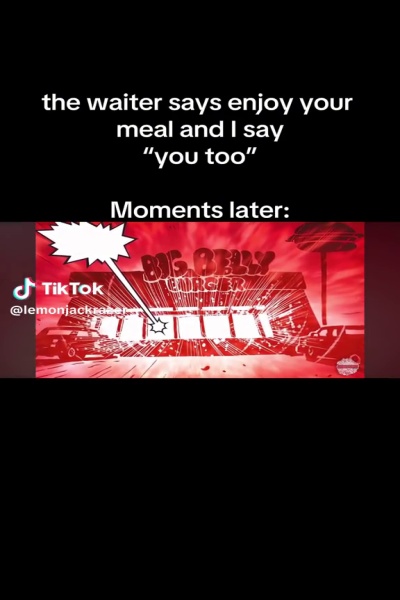 the waiter says enjoy your
meal and I say
“you too”
Moments later:
BIG BELLY
BURGER
TikTok